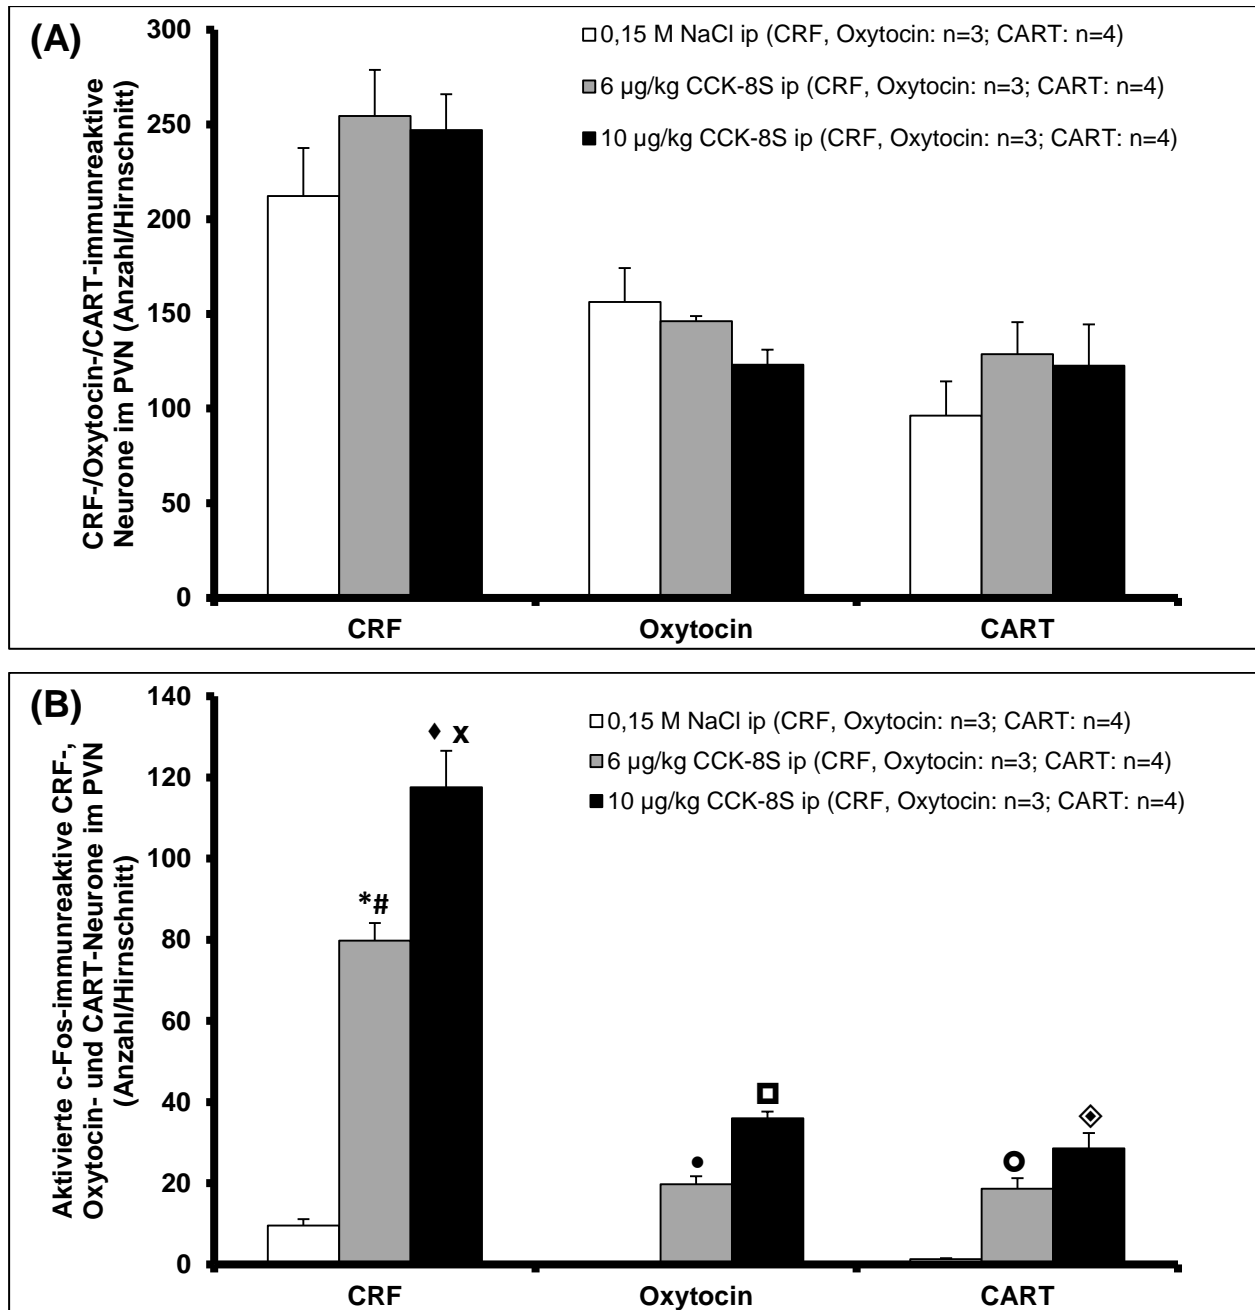 (A)
CRF-/Oxytocin-/CART-immunreaktive
Neurone im PVN (Anzahl/Hirnschnitt)
300
250
200
150
100
50
0
0,15 M NaCl ip (CRF, Oxytocin: n=3; CART: n=4)
6 µg/kg CCK-8S ip (CRF, Oxytocin: n=3; CART: n=4)
10 µg/kg CCK-8S ip (CRF, Oxytocin: n=3; CART: n=4)
CRF Oxytocin CART
(B)
Aktivierte c-Fos-immunreaktive CRF-,
Oxytocin- und CART-Neurone im PVN
(Anzahl/Hirnschnitt)
140
120
100
80
60
40
20
0
0,15 M NaCl ip (CRF, Oxytocin: n=3; CART: n=4)
6 µg/kg CCK-8S ip (CRF, Oxytocin: n=3; CART: n=4)
10 µg/kg CCK-8S ip (CRF, Oxytocin: n=3; CART: n=4)
♦ x
*#
CRF Oxytocin CART